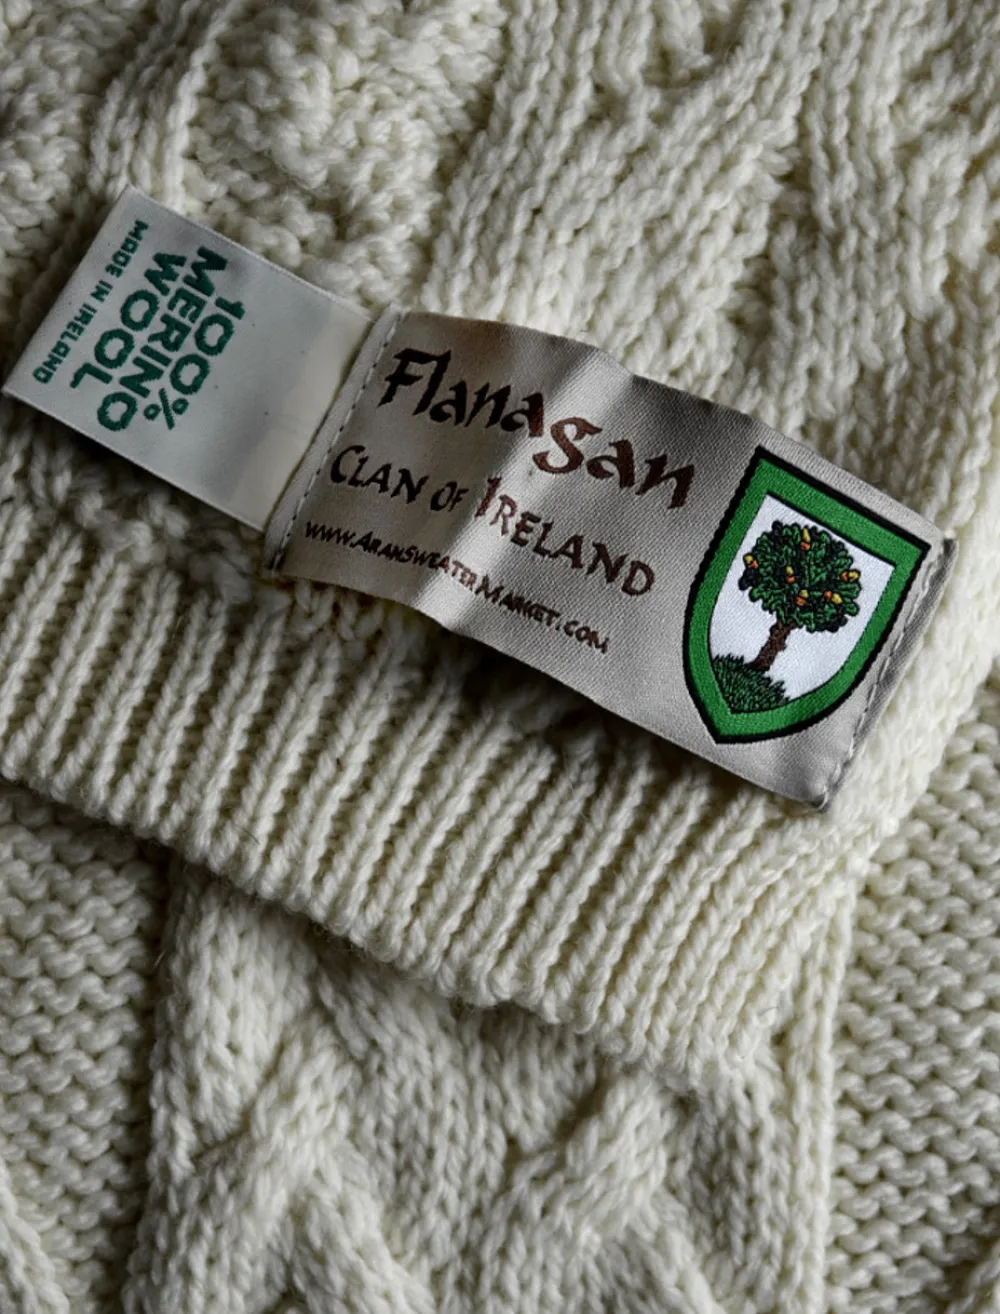 100%
MERINO
WOOL
MADE IN IRELAND
Flanagan
CLAN OF IRELAND
WWW.ARANSWEATERMARKET.COM